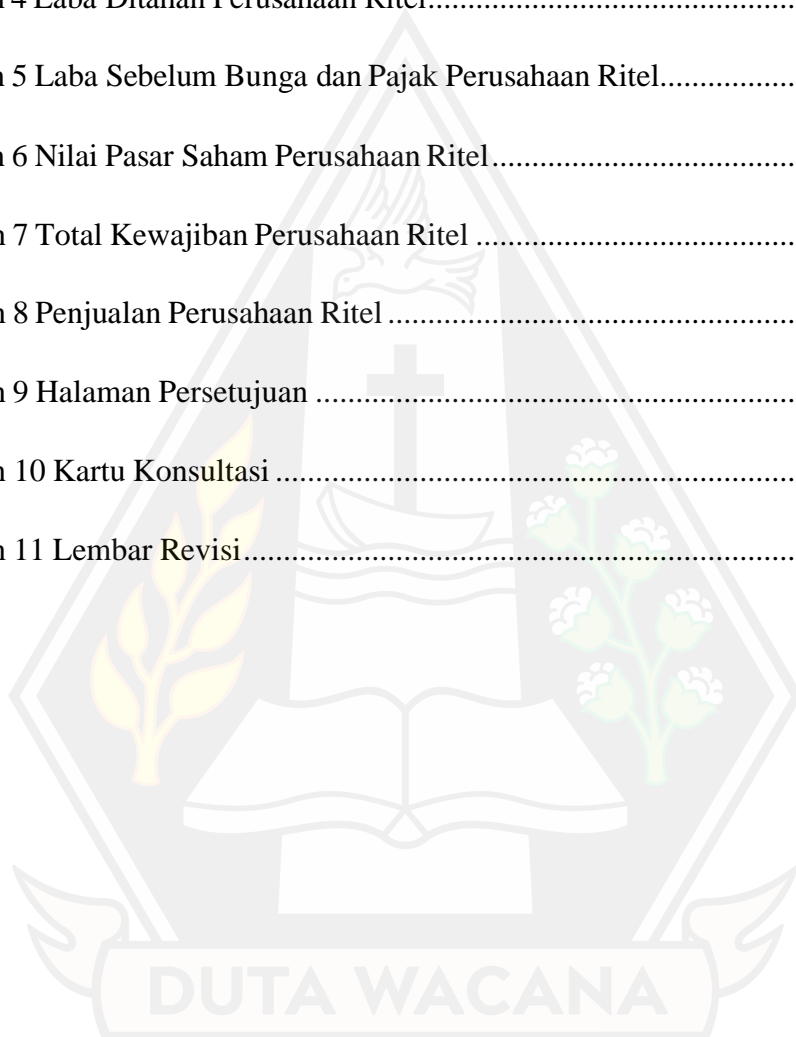 n 4 Laba Ditahan Perusahaan Ritel................................................
n 5 Laba Sebelum Bunga dan Pajak Perusahaan Ritel.................
n 6 Nilai Pasar Saham Perusahaan Ritel......................................
n 7 Total Kewajiban Perusahaan Ritel ........................................
n 8 Penjualan Perusahaan Ritel ...................................................
n 9 Halaman Persetujuan ............................................................
n 10 Kartu Konsultasi .................................................................
n 11 Lembar Revisi.....................................................................
DUTA WACANA